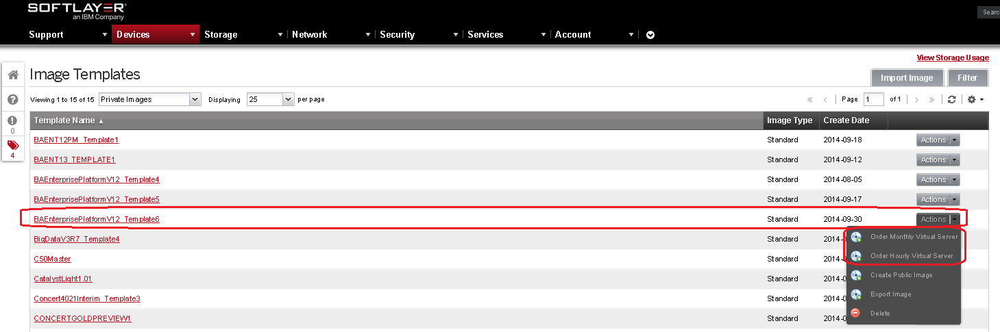 SOFTLAYER®
an IBM Company
Searc
Support Devices Storage Network Security Services Account
View Storage Usage
Image Templates
Import Image Filter
Viewing 1 to 15 of 15 Private Images Displaying 25 per page « ‹ Page 1 of 1 › »
0
4
Template Name ▲ Image Type Create Date
BAENT12PM_Template1 Standard 2014-09-18 Actions
BAENT13_TEMPLATE1 Standard 2014-09-12 Actions
BAEnterprisePlatformV12_Template4 Standard 2014-08-05 Actions
BAEnterprisePlatformV12_Template5 Standard 2014-09-17 Actions
BAEnterprisePlatformV12_Template6 Standard 2014-09-30 Actions
BigDataV3R7_Template4 Standard 2014-0
Order Monthly Virtual Server
C50Master Standard 2014-0
Order Hourly Virtual Server
CatalystLight1.01 Standard 2014-0
Create Public Image
Concert4021Interim_Template3 Standard 2014-0
Export Image
CONCERTGOLDPREVIEW1 Standard 2014-0
Delete